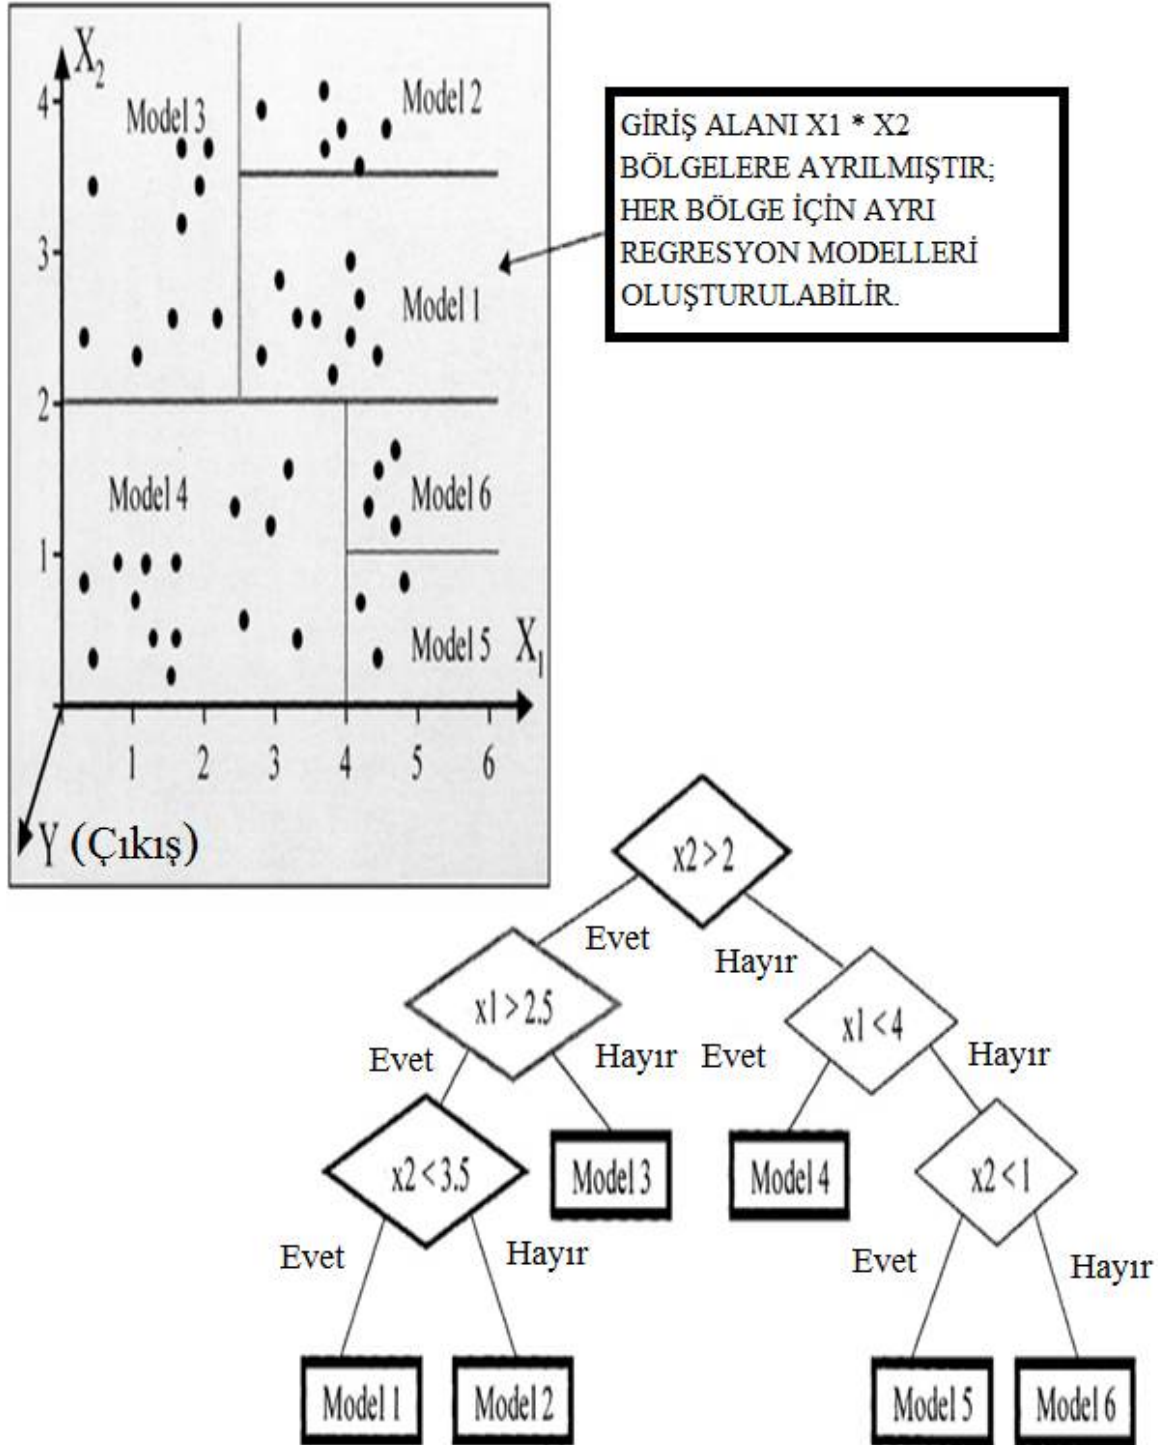 X2
4
Model 3
Model 2
GİRİŞ ALANI X1 * X2
BÖLGELERE AYRILMIŞTIR;
HER BÖLGE İÇİN AYRI
REGRESYON MODELLERİ
OLUŞTURULABİLİR.
3
Model 1
2
Model 4
Model 6
1
Model 5
X1
1 2 3 4 5 6
Y (Çıkış)
x2 > 2
Evet
Hayır
x1 > 2.5
x1 < 4
Evet
Hayır
Evet
Hayır
x2 < 3.5
Model 3
Model 4
x2 < 1
Evet
Hayır
Evet
Hayır
Model 1
Model 2
Model 5
Model 6